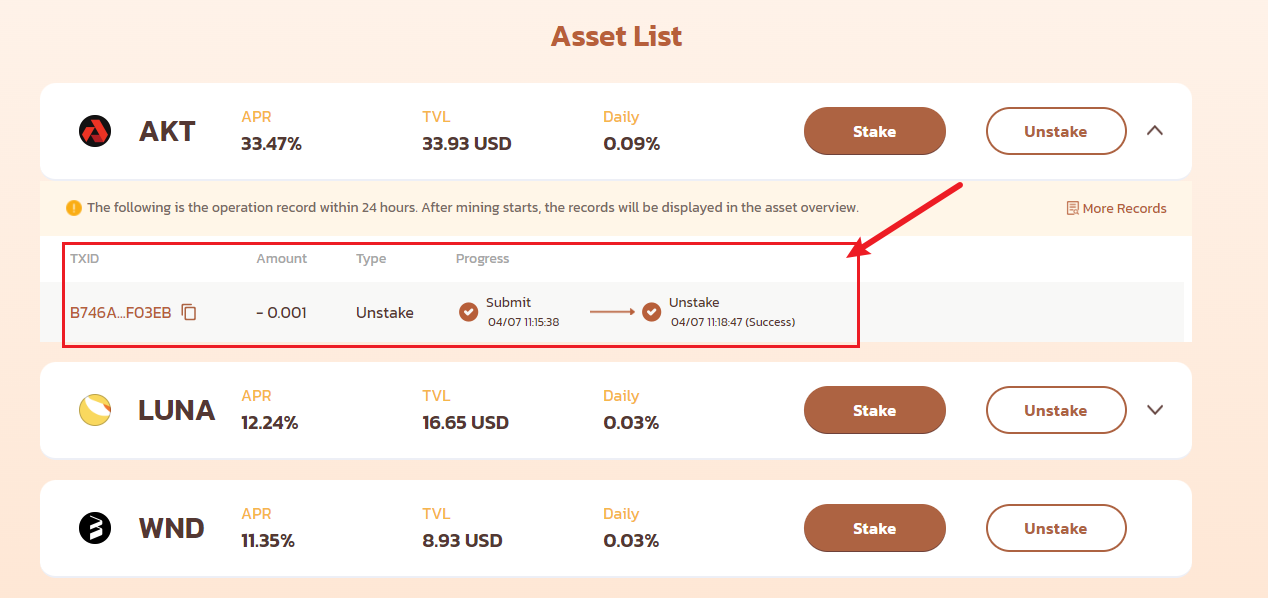 Asset List
AKT
APR
33.47%
TVL
33.93 USD
Daily
0.09%
Stake
Unstake
The following is the operation record within 24 hours. After mining starts, the records will be displayed in the asset overview.
More Records
TXID Amount Type Progress
B746A...F03EB - 0.001 Unstake
Submit
04/07 11:15:38
Unstake
04/07 11:18:47 (Success)
LUNA
APR
12.24%
TVL
16.65 USD
Daily
0.03%
Stake
Unstake
WND
APR
11.35%
TVL
8.93 USD
Daily
0.03%
Stake
Unstake